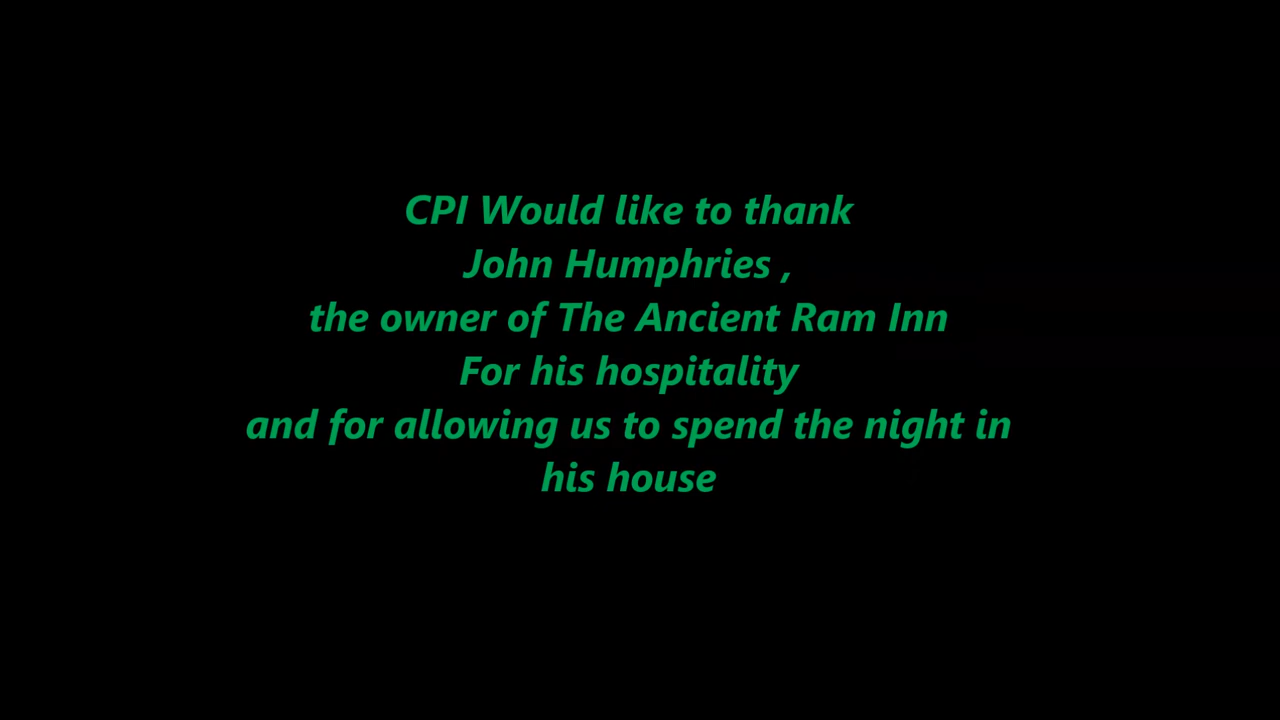 CPI Would like to thank
John Humphries ,
the owner of The Ancient Ram Inn
For his hospitality
and for allowing us to spend the night in
his house